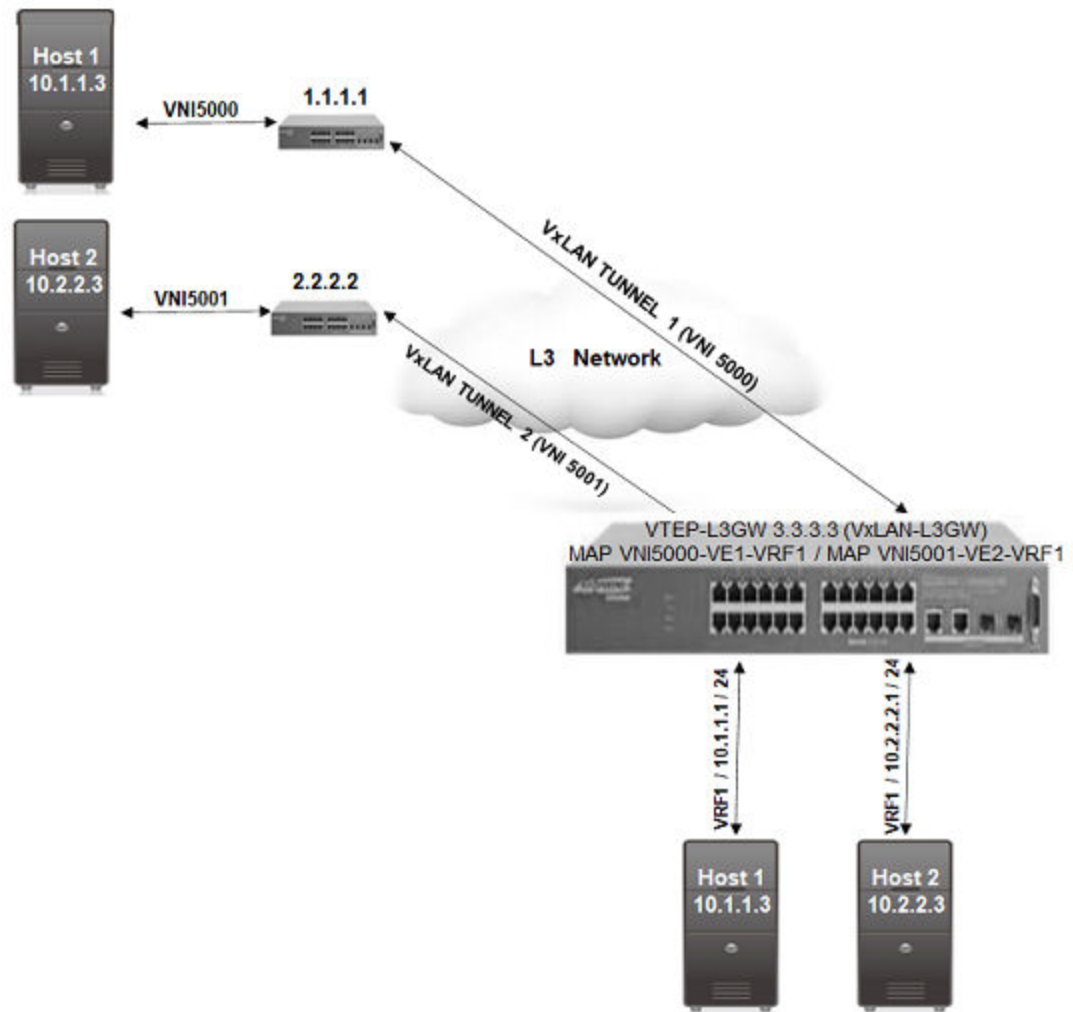 Host 1
10.1.1.3
VNI5000
1.1.1.1
Host 2
10.2.2.3
VNI5001
2.2.2.2
VxLAN TUNNEL 1 (VNI 5000)
L3 Network
VxLAN TUNNEL 2 (VNI 5001)
VTEP-L3GW 3.3.3.3 (VxLAN-L3GW)
MAP VNI5000-VE1-VRF1 / MAP VNI5001-VE2-VRF1
VRF1 / 10.1.1.1 / 24
VRF1 / 10.2.2.2.1 / 24
Host 1
10.1.1.3
Host 2
10.2.2.3